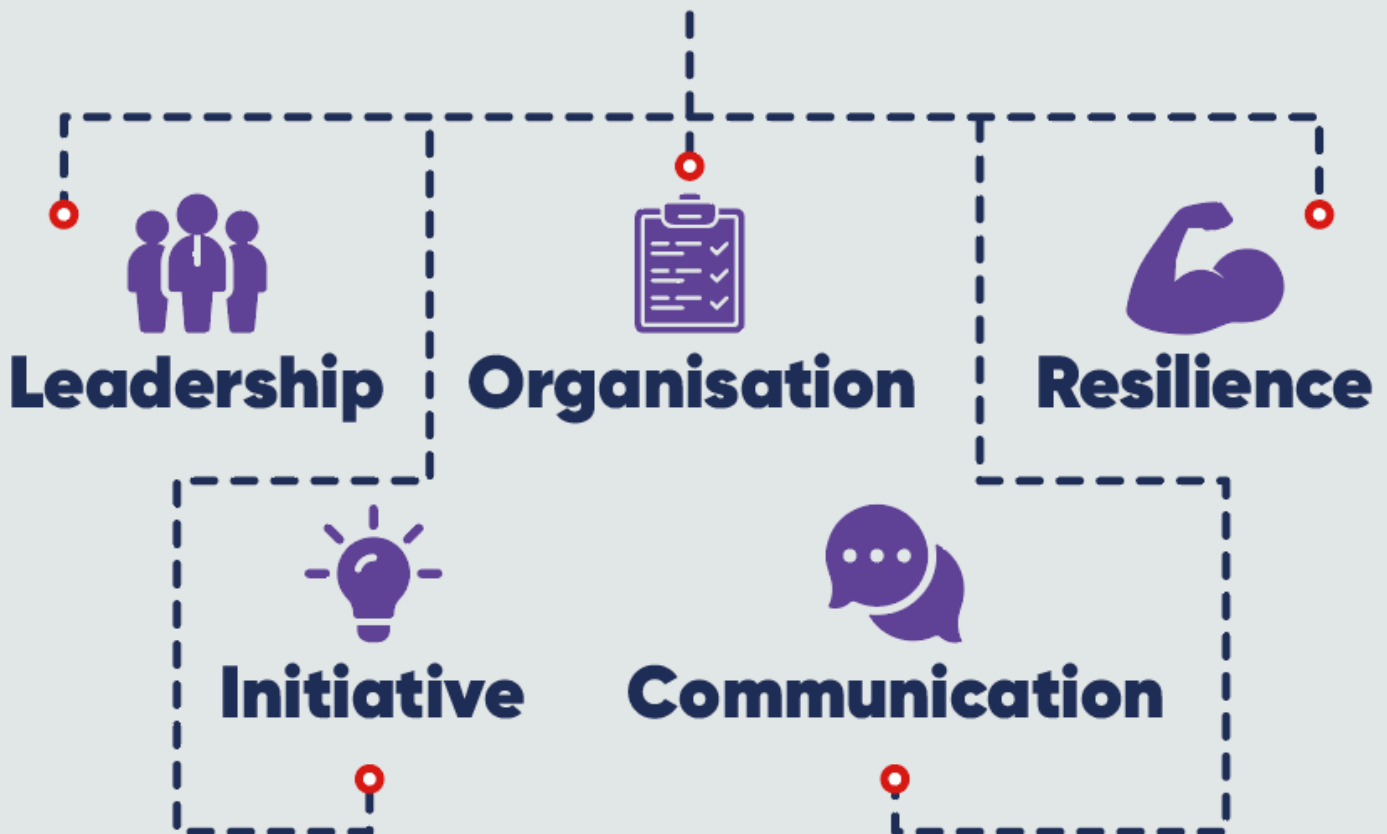 Leadership
Organisation
Resilience
Initiative
Communication